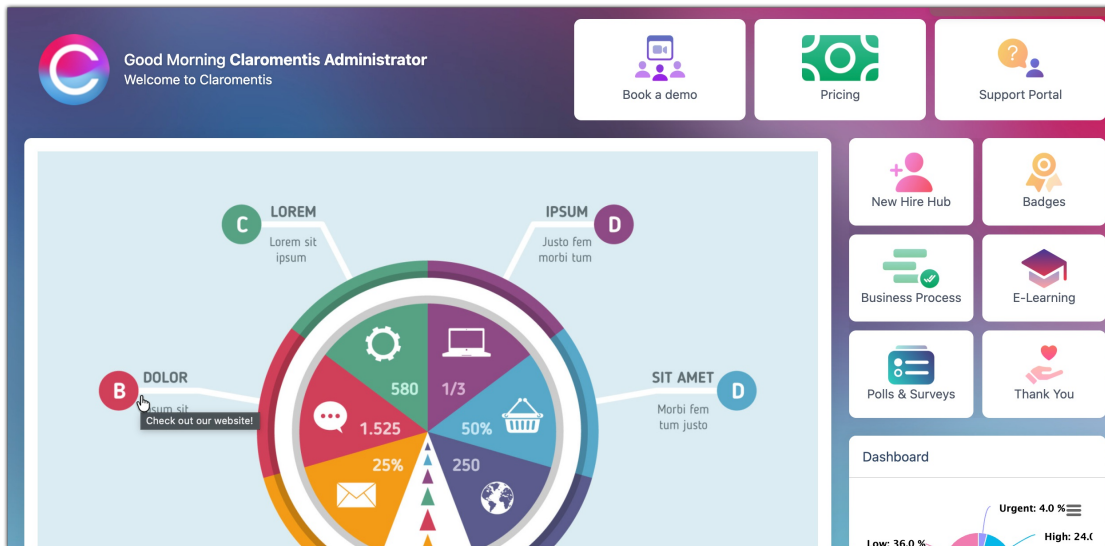 Good Morning Claromentis Administrator
Welcome to Claromentis
Book a demo
Pricing
Support Portal
New Hire Hub
Badges
Business Process
E-Learning
Polls & Surveys
Thank You
C
LOREM
Lorem sit
ipsum
IPSUM
D
Justo fem
morbi tum
B
DOLOR
sum sit
Check out our website!
SIT AMET
D
Morbi fem
tum justo
580
1/3
1.525
50%
25%
250
Dashboard
Urgent: 4.0 %
High: 24.0
Low: 36.0 %